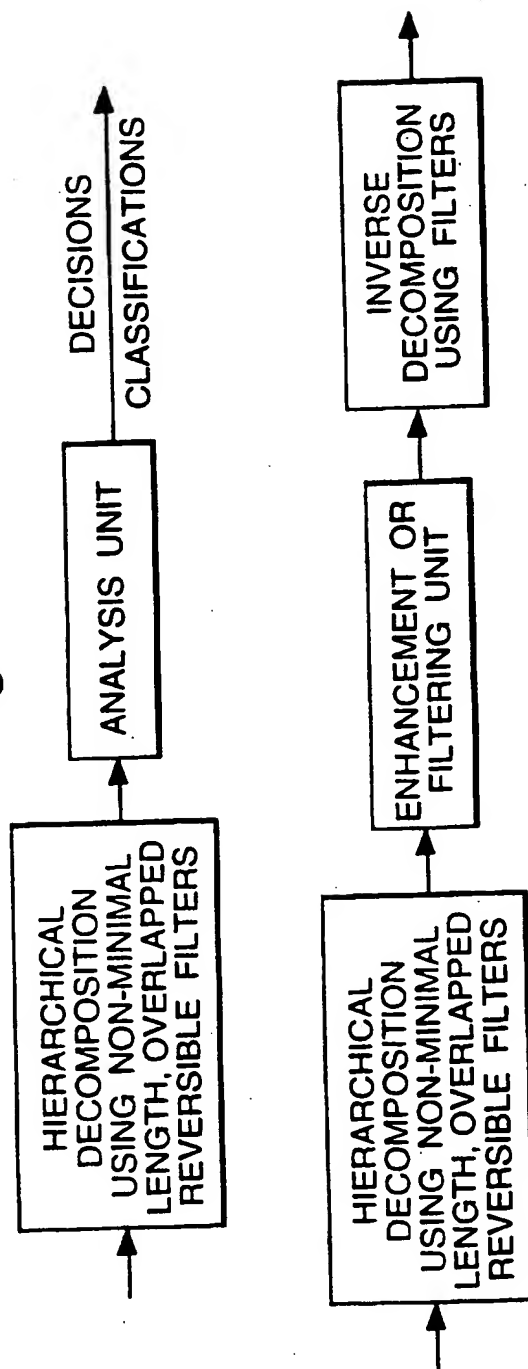 HIERARCHICAL
DECOMPOSITION
USING NON-MINIMAL
LENGTH, OVERLAPPED
REVERSIBLE FILTERS
ANALYSIS UNIT
DECISIONS
CLASSIFICATIONS
HIERARCHICAL
DECOMPOSITION
USING NON-MINIMAL
LENGTH, OVERLAPPED
REVERSIBLE FILTERS
ENHANCEMENT OR
FILTERING UNIT
INVERSE
DECOMPOSITION
USING FILTERS